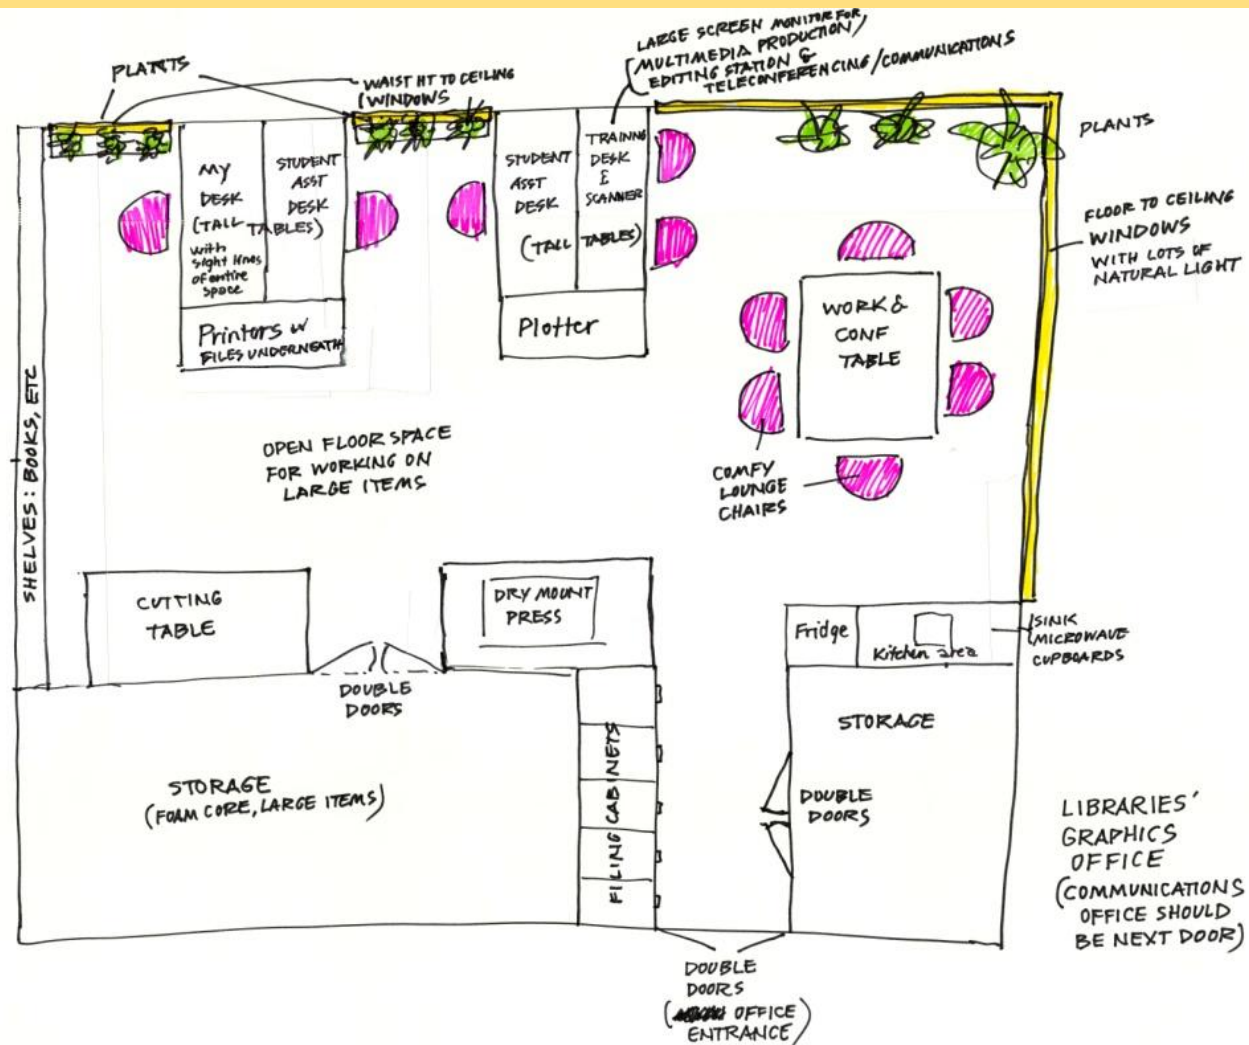 LARGE SCREEN MONITOR FOR
MULTIMEDIA PRODUCTION,
EDITING STATION &
TELECONFERENCING/COMMUNICATIONS
PLANTS
WAIST HT TO CEILING
WINDOWS
PLANTS
MY
DESK
(TALL TABLES)
with
sight lines
of entire
space
STUDENT
ASST
DESK
STUDENT
ASST
DESK
(TALL TABLES)
TRAINING
DESK
&
SCANNER
FLOOR TO CEILING
WINDOWS
WITH LOTS OF
NATURAL LIGHT
Printers w
FILES UNDERNEATH
Plotter
WORK &
CONF
TABLE
SHELVES: BOOKS, ETC
OPEN FLOOR SPACE
FOR WORKING ON
LARGE ITEMS
COMFY
LOUNGE
CHAIRS
CUTTING
TABLE
DRY MOUNT
PRESS
Fridge
Kitchen area
SINK
MICROWAVE
CUPBOARDS
DOUBLE
DOORS
STORAGE
STORAGE
(FOAM CORE, LARGE ITEMS)
FILING CABINETS
DOUBLE
DOORS
LIBRARIES'
GRAPHICS
OFFICE
(COMMUNICATIONS
OFFICE SHOULD
BE NEXT DOOR)
DOUBLE
DOORS
(OFFICE
ENTRANCE)